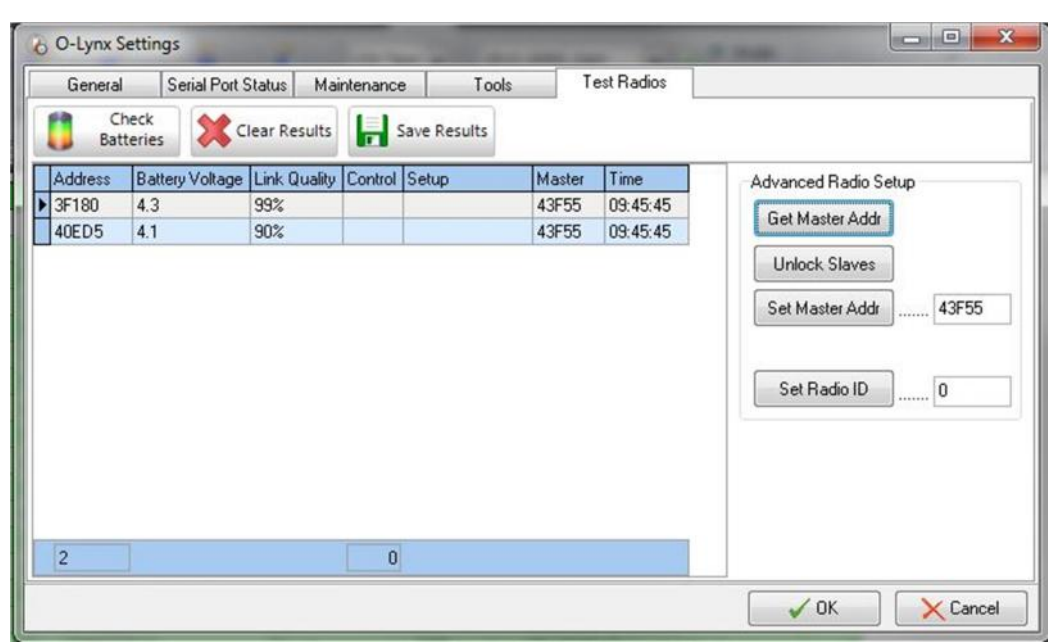 O-Lynx Settings
General Serial Port Status Maintenance Tools Test Radios
Check
Batteries
Clear Results
Save Results
Address Battery Voltage Link Quality Control Setup Master Time
3F180 4.3 99% 43F55 09:45:45
40ED5 4.1 90% 43F55 09:45:45
2 0
Advanced Radio Setup
Get Master Addr
Unlock Slaves
Set Master Addr ....... 43F55
Set Radio ID ....... 0
OK Cancel